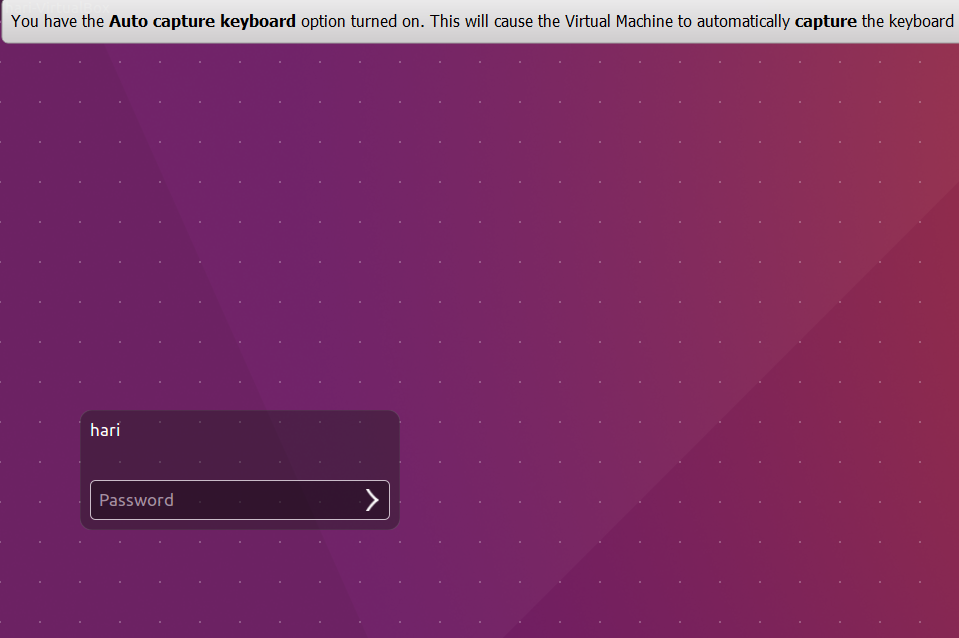 You have the Auto capture keyboard option turned on. This will cause the Virtual Machine to automatically capture the keyboard
hari
Password